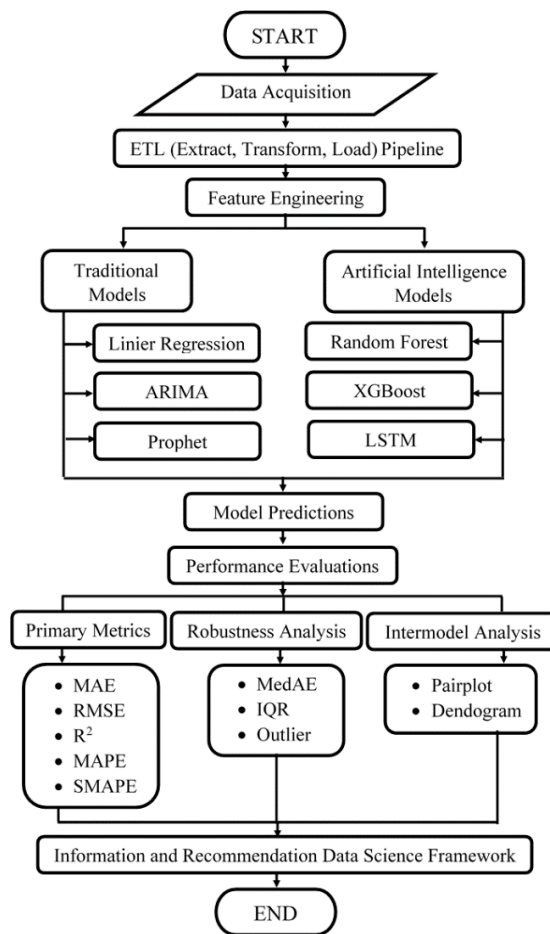 START
Data Acquisition
ETL (Extract, Transform, Load) Pipeline
Feature Engineering
Traditional
Models
Artificial Intelligence
Models
Linier Regression
ARIMA
Prophet
Random Forest
XGBoost
LSTM
Model Predictions
Performance Evaluations
Primary Metrics
• MAE
• RMSE
• R²
• MAPE
• SMAPE
Robustness Analysis
• MedAE
• IQR
• Outlier
Intermodel Analysis
• Pairplot
• Dendogram
Information and Recommendation Data Science Framework
END